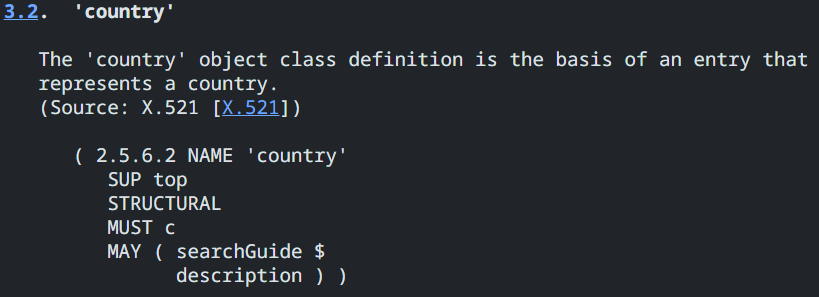 3.2. 'country'
The 'country' object class definition is the basis of an entry that
represents a country.
(Source: X.521 [X.521])
( 2.5.6.2 NAME 'country'
SUP top
STRUCTURAL
MUST c
MAY ( searchGuide $
description ) )